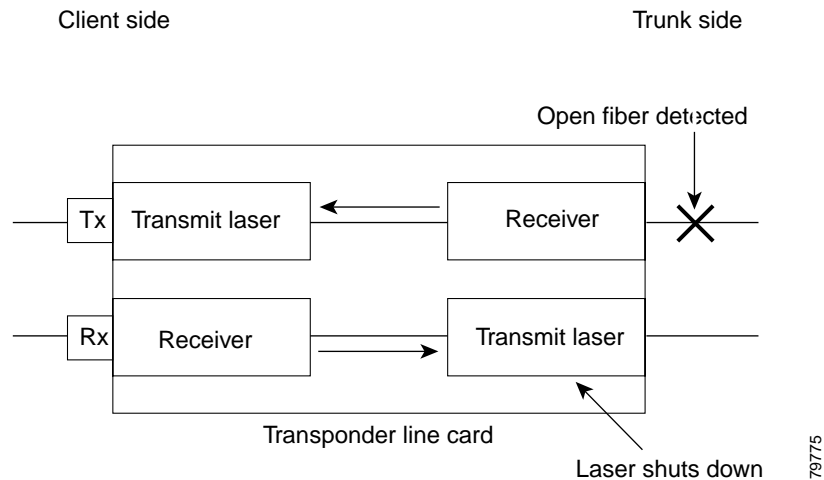 Client side
Trunk side
Open fiber detected
Tx
Transmit laser
Receiver
Rx
Receiver
Transmit laser
Transponder line card
Laser shuts down
79775